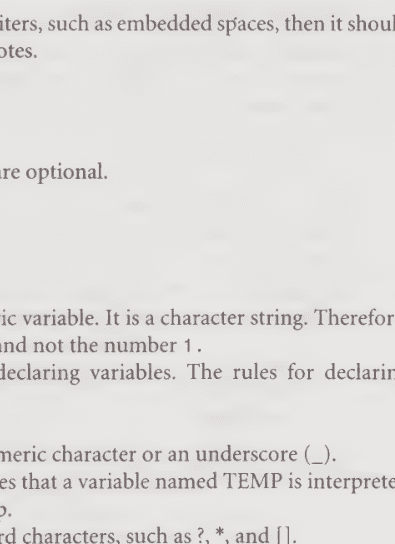 iters, such as embedded spaces, then it shoul
otes.
are optional.
ric variable. It is a character string. Therefor
and not the number 1.
declaring variables. The rules for declarin
meric character or an underscore (_).
es that a variable named TEMP is interprete
p.
rd characters, such as ?, *, and [].